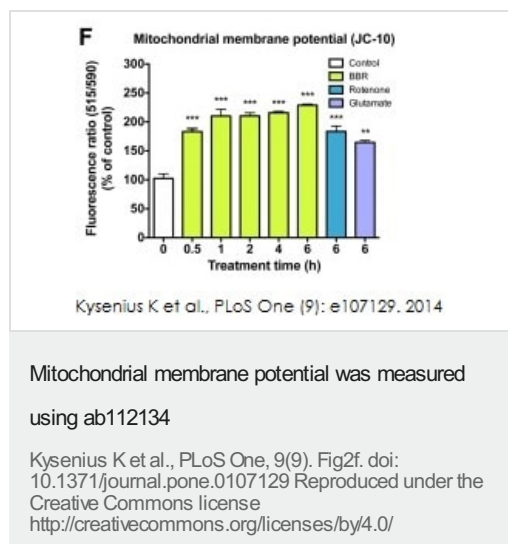 F
Mitochondrial membrane potential (JC-10)
Fluorescence ratio (515/590)
(% of control)
300
250
200
150
100
50
0
Control
BBR
Rotenone
Glutamate
*** *** *** *** *** *** **
0 0.5 1 2 4 6 6 6
Treatment time (h)
Kysenius K et al., PLoS One (9): e107129. 2014
Mitochondrial membrane potential was measured
using ab112134
Kysenius K et al., PLoS One, 9(9). Fig2f. doi:
10.1371/journal.pone.0107129 Reproduced under the
Creative Commons license
http://creativecommons.org/licenses/by/4.0/